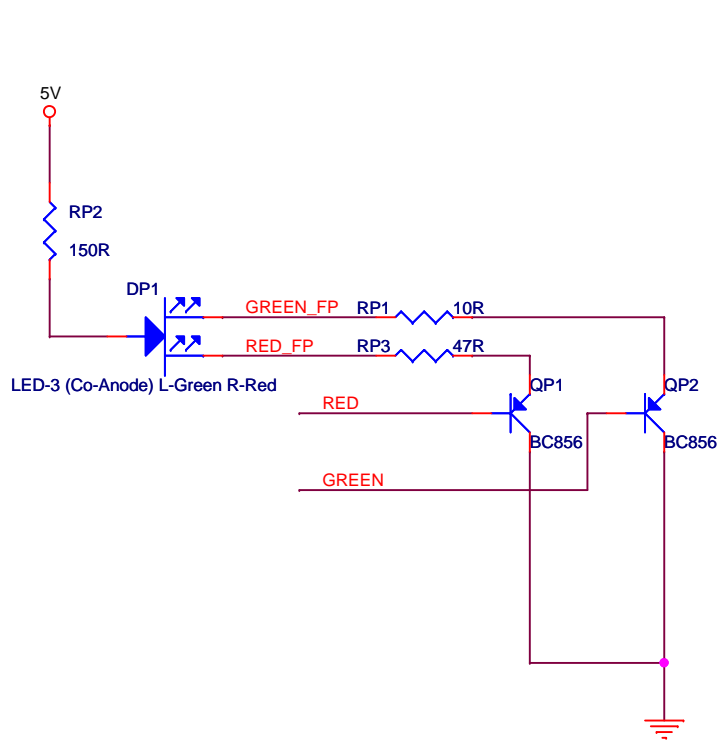 5V
RP2
150R
DP1
GREEN_FP
RP1
10R
RED_FP
RP3
47R
LED-3 (Co-Anode) L-Green R-Red
QP1
QP2
RED
BC856
BC856
GREEN